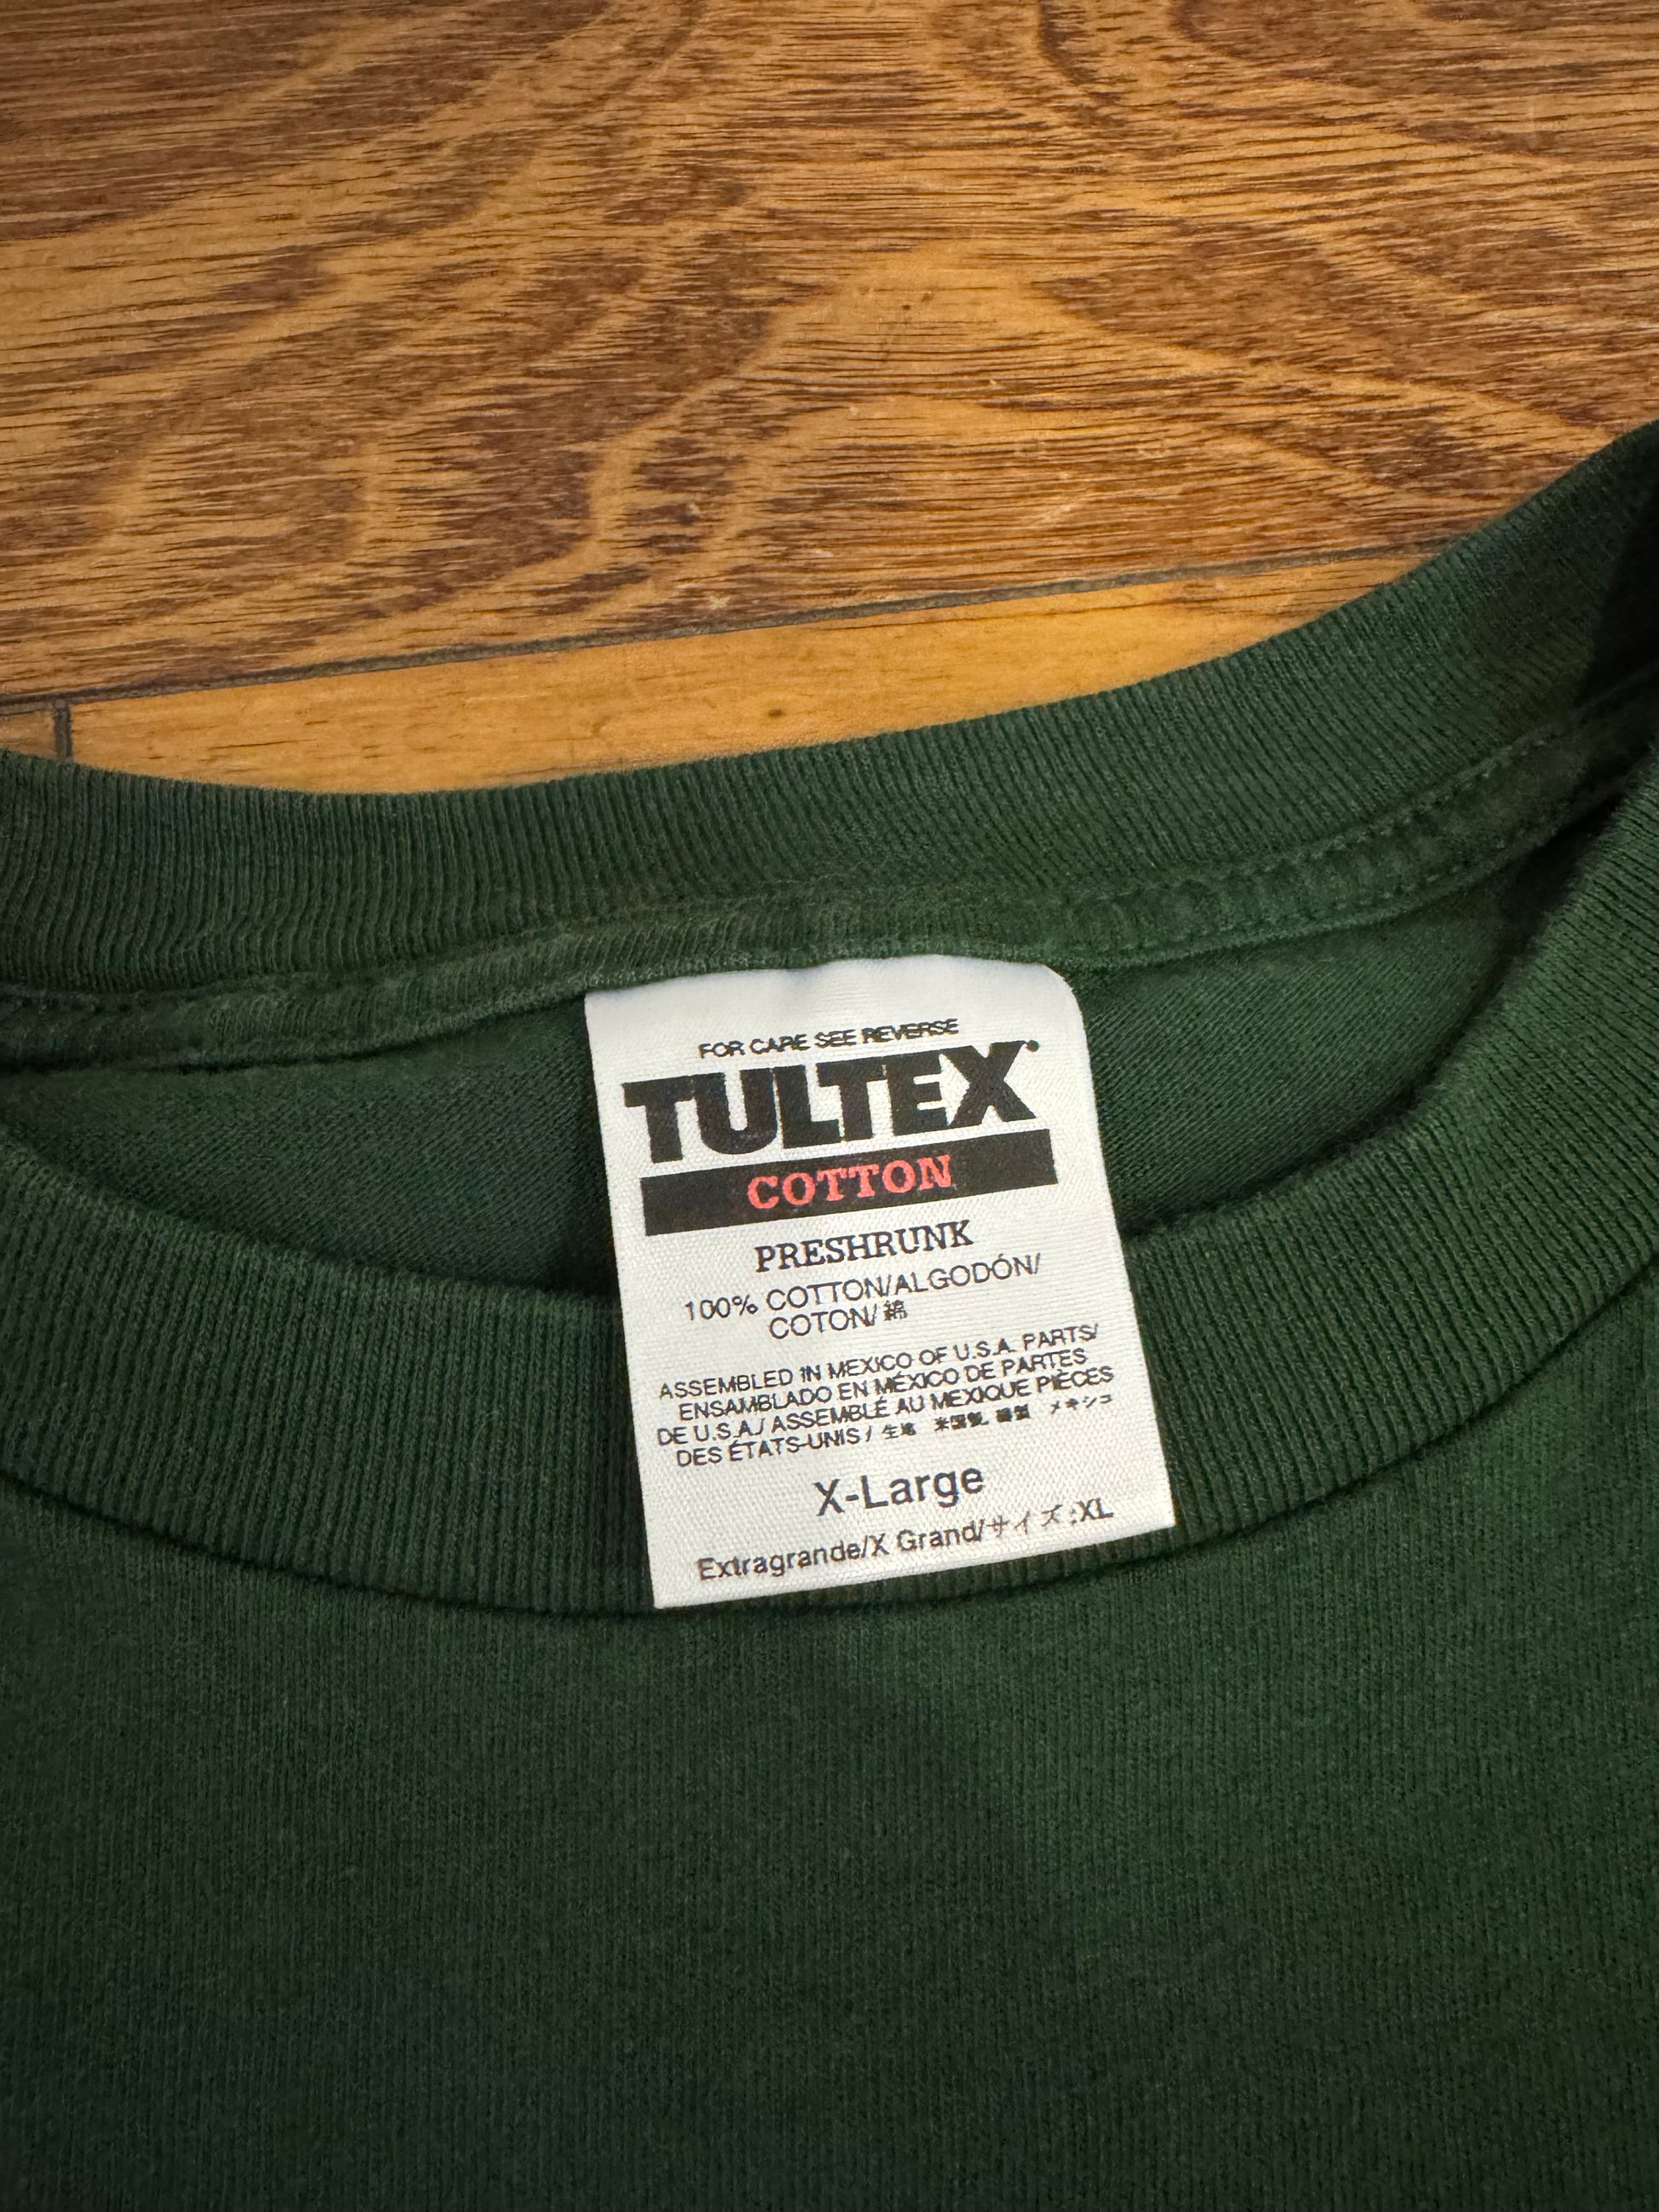 FOR CARE SEE REVERSE
TULTEX®
COTTON
PRESHRUNK
100% COTTON/ALGODÓN/
COTON/綿
ASSEMBLED IN MEXICO OF U.S.A. PARTS/
ENSAMBLADO EN MÉXICO DE PARTES
DE U.S.A./ ASSEMBLÉ AU MEXIQUE PIÈCES
DES ÉTATS-UNIS / 生地 米国製, 縫製 メキシコ
X-Large
Extragrande/X Grand/サイズ:XL